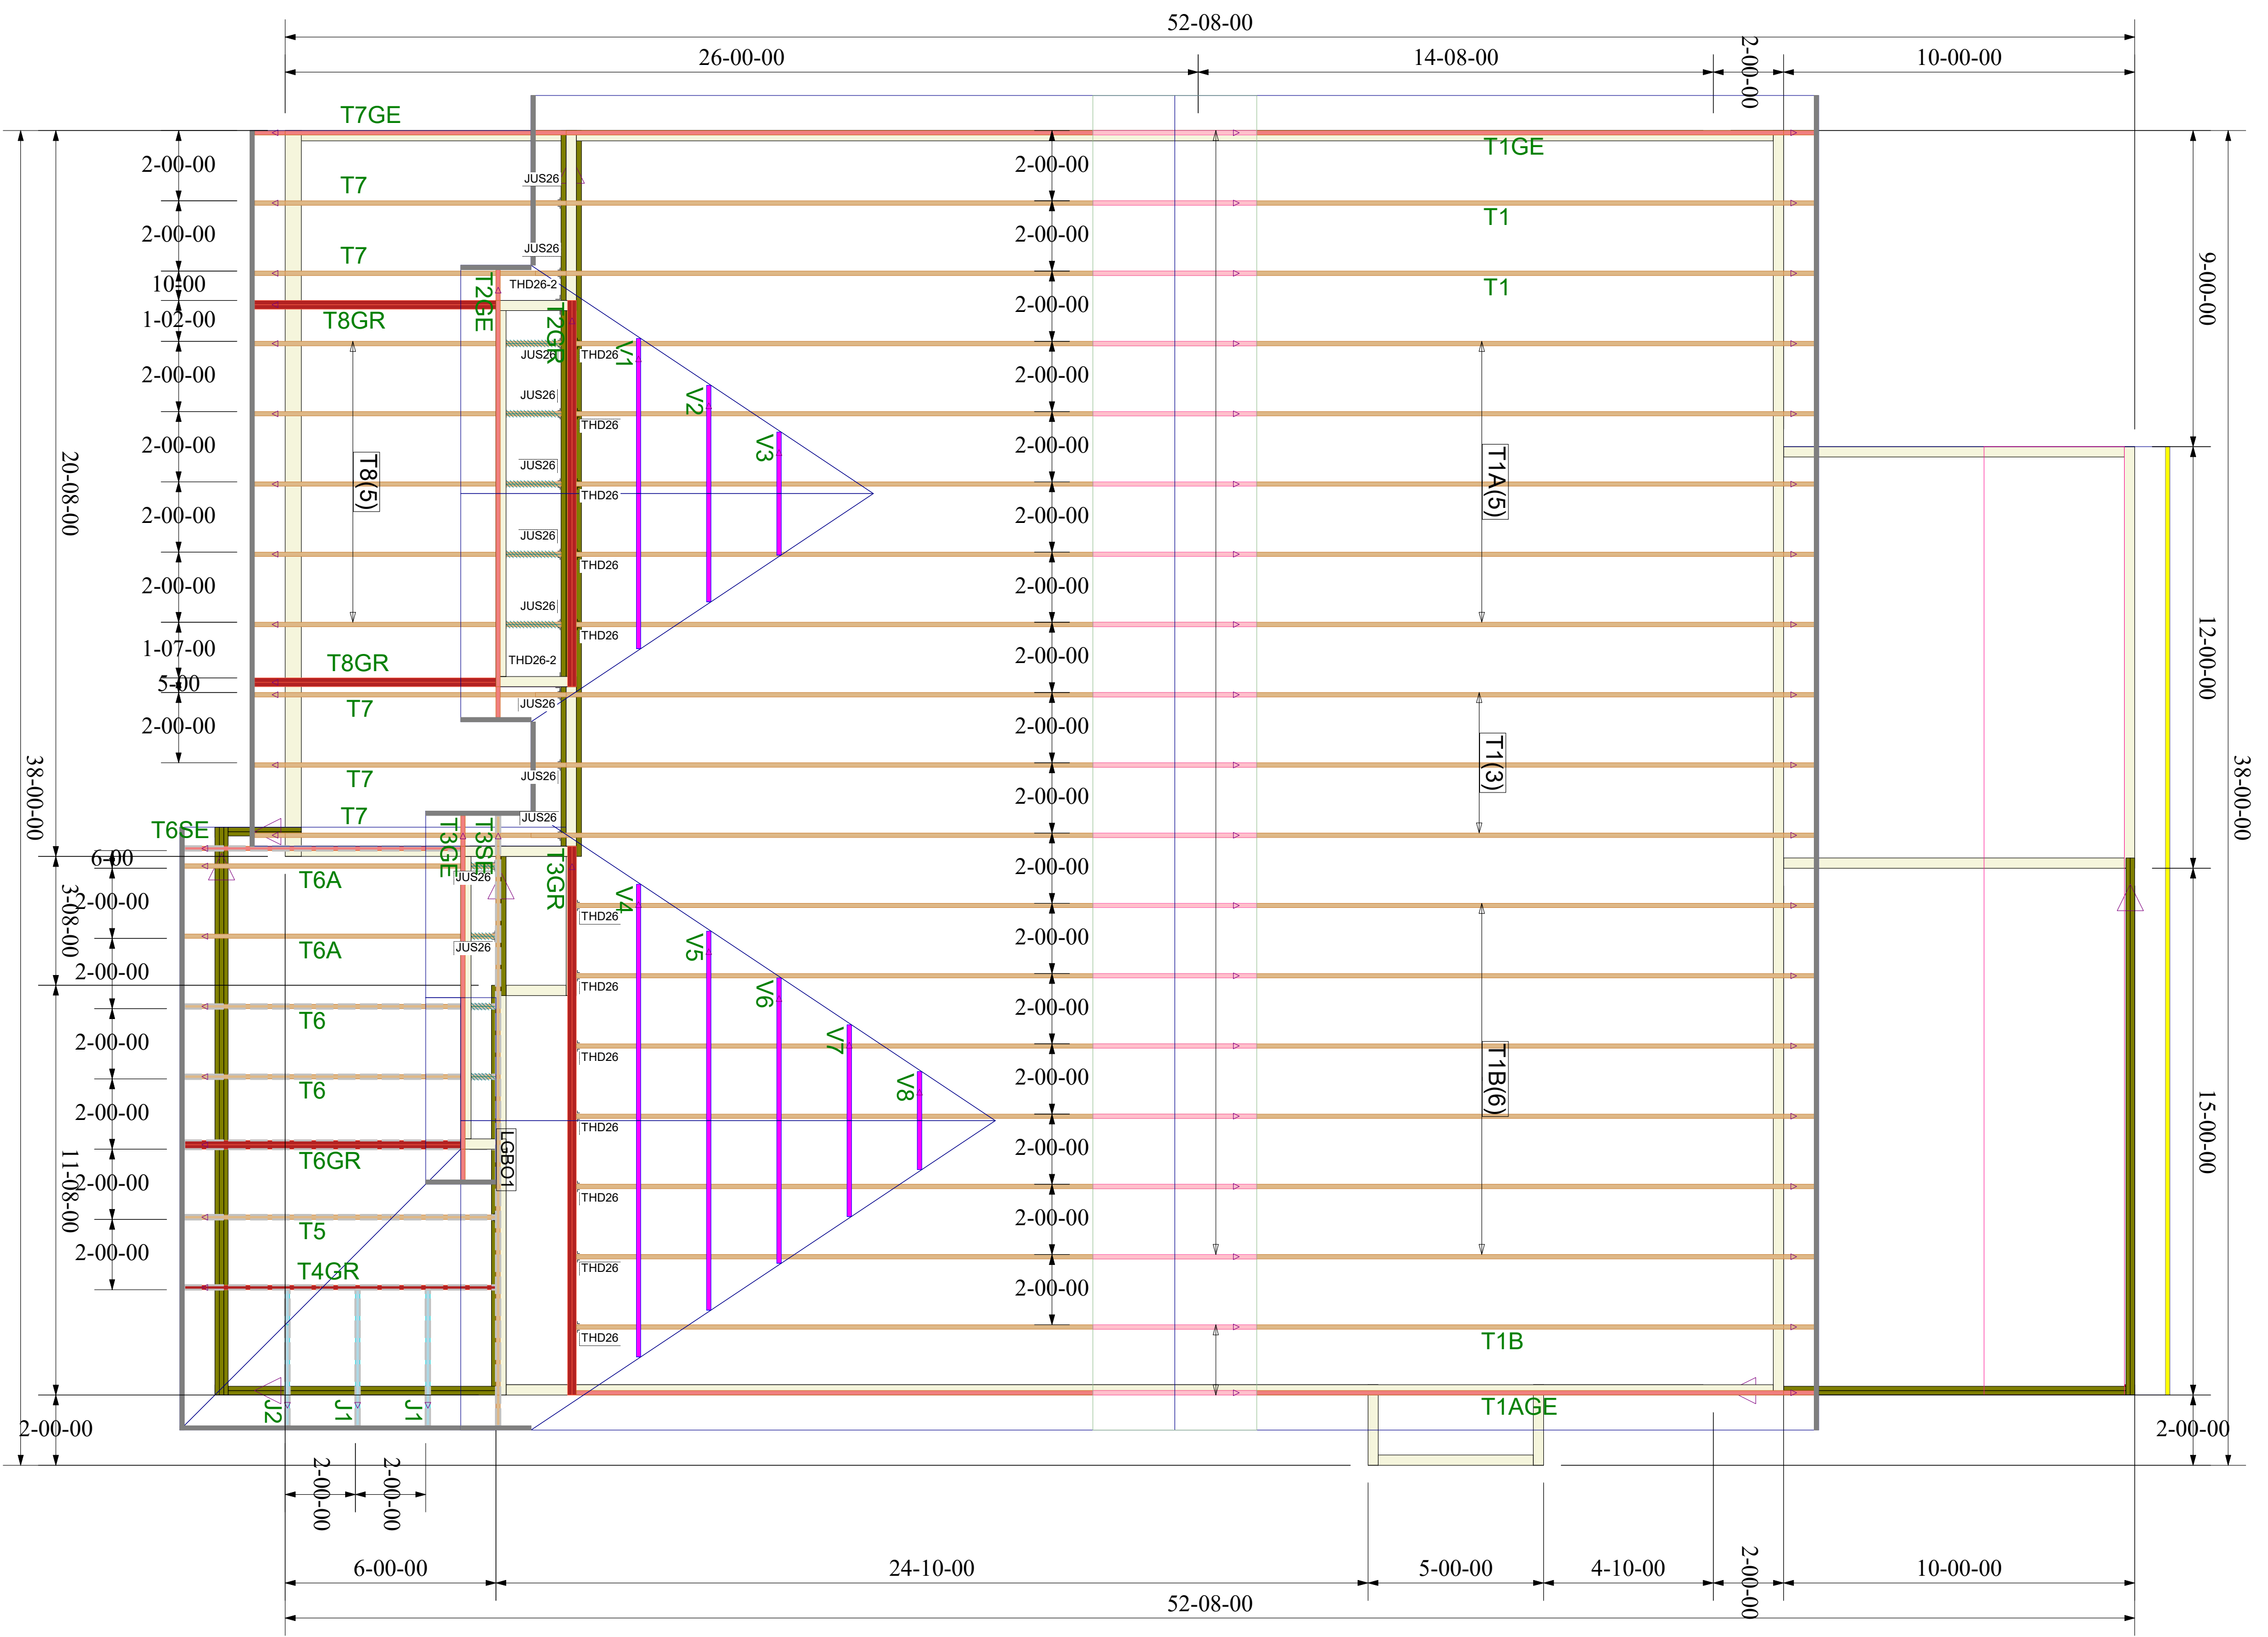 52-08-00
26-00-00
14-08-00
2-00-00
10-00-00
T7GE
T1GE
2-00-00
T7
JUS26
2-00-00
T1
2-00-00
T7
JUS26
2-00-00
T1
9-00-00
10-00
T2GE
THD26-2
2-00-00
1-02-00
T8GR
T2GR
JUS26
THD26
V1
2-00-00
2-00-00
JUS26
THD26
V2
2-00-00
2-00-00
20-08-00
T8(5)
JUS26
THD26
V3
2-00-00
T1A(5)
2-00-00
JUS26
THD26
2-00-00
2-00-00
JUS26
THD26
2-00-00
12-00-00
1-07-00
T8GR
THD26-2
2-00-00
5-00
T7
JUS26
2-00-00
2-00-00
T1(3)
38-00-00
T7
JUS26
2-00-00
38-00-00
T6SE
T7
T3GE
T3SE
JUS26
6-00
T6A
JUS26
T3GR
2-00-00
3-08-00
2-00-00
THD26
V4
2-00-00
T6A
JUS26
V5
2-00-00
T6
THD26
V6
2-00-00
2-00-00
THD26
V7
2-00-00
T1B(6)
T6
V8
2-00-00
THD26
2-00-00
15-00-00
T6GR
LGBO1
11-08-00
2-00-00
THD26
2-00-00
T5
2-00-00
T4GR
THD26
2-00-00
THD26
T1B
J2
J1
J1
T1AGE
2-00-00
2-00-00
2-00-00
2-00-00
6-00-00
24-10-00
5-00-00
4-10-00
2-00-00
10-00-00
52-08-00